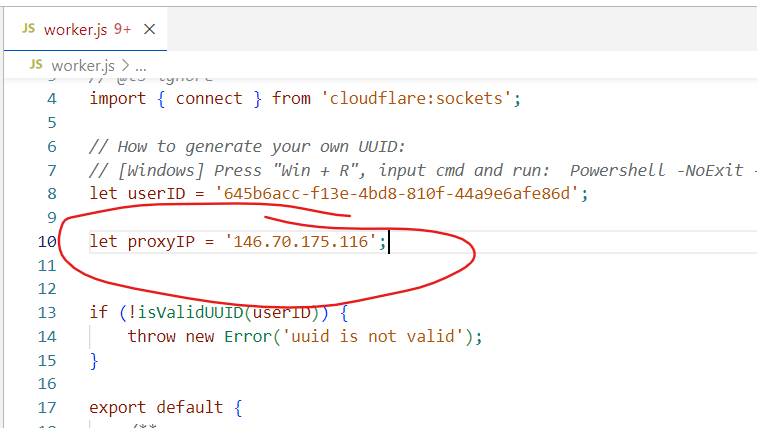 JS worker.js 9+ ×
JS worker.js > ...
3 // @ts-ignore
4 import { connect } from 'cloudflare:sockets';
5
6 // How to generate your own UUID:
7 // [Windows] Press "Win + R", input cmd and run:  Powershell -NoExit -
8 let userID = '645b6acc-f13e-4bd8-810f-44a9e6afe86d';
9
10 let proxyIP = '146.70.175.116';
11
12
13 if (!isValidUUID(userID)) {
14     throw new Error('uuid is not valid');
15 }
16
17 export default {
18     /**